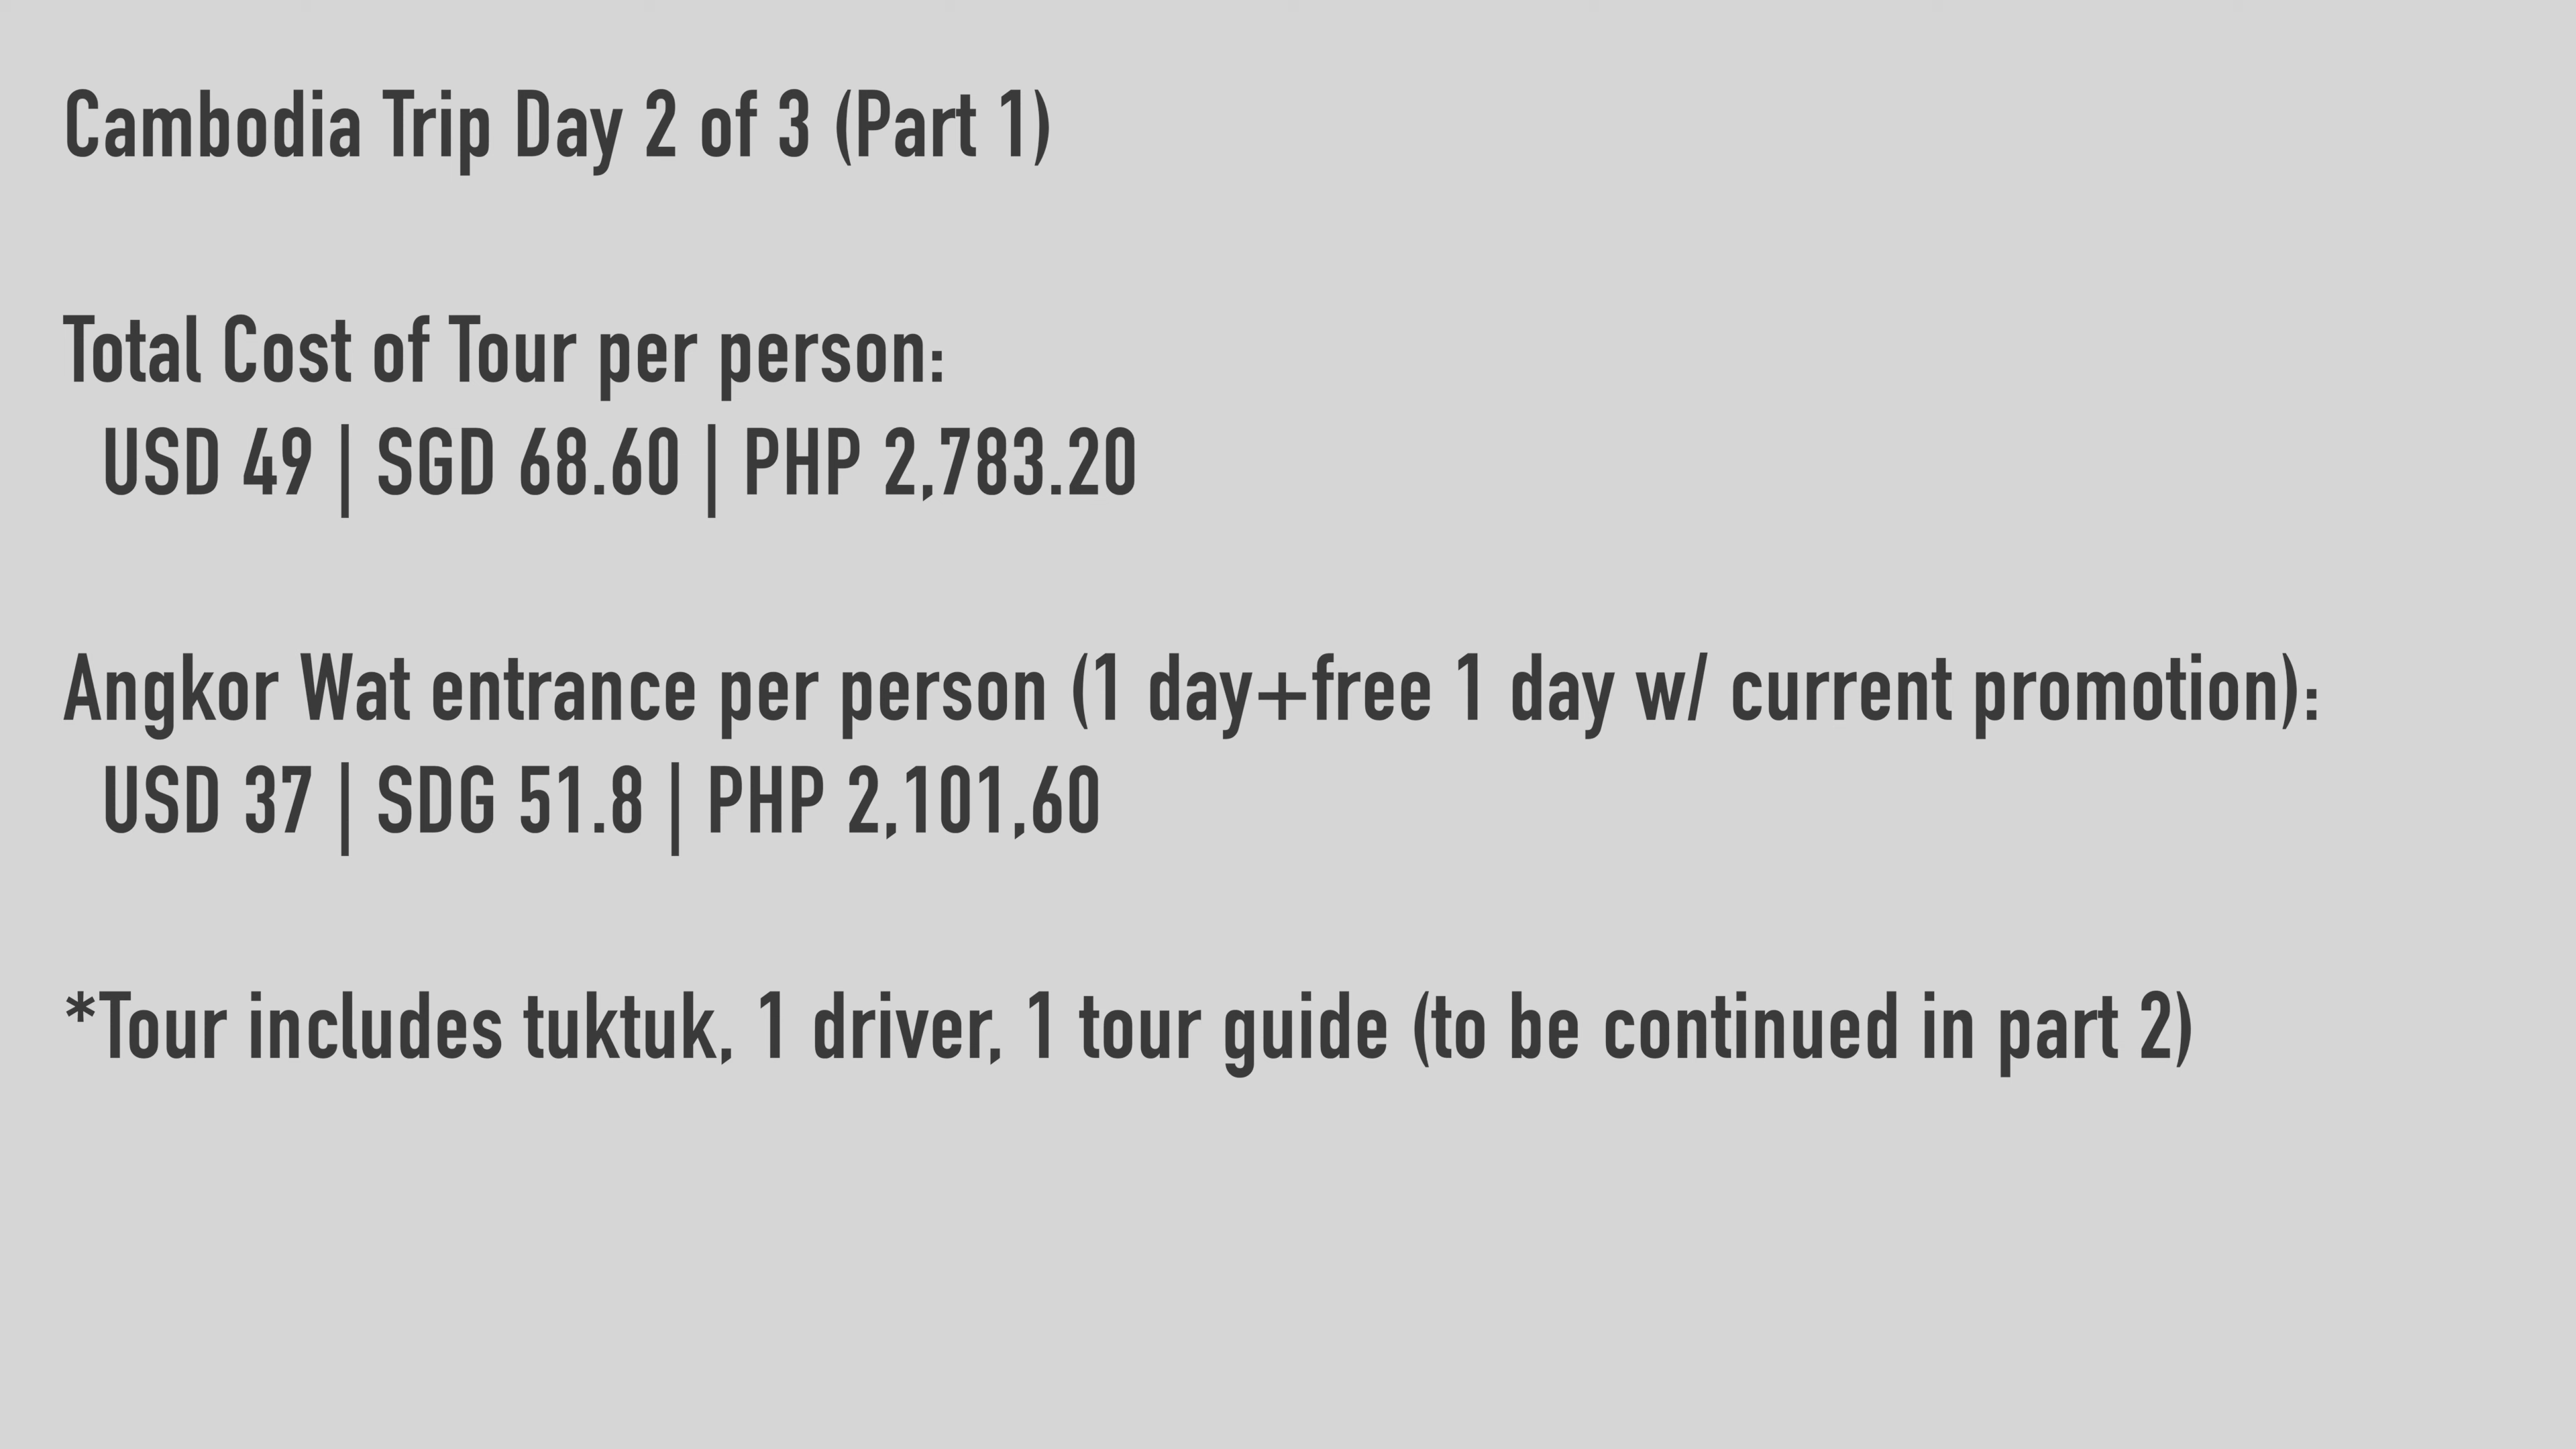 Cambodia Trip Day 2 of 3 (Part 1)
Total Cost of Tour per person:
USD 49 | SGD 68.60 | PHP 2,783.20
Angkor Wat entrance per person (1 day+free 1 day w/ current promotion):
USD 37 | SDG 51.8 | PHP 2,101,60
*Tour includes tuktuk, 1 driver, 1 tour guide (to be continued in part 2)